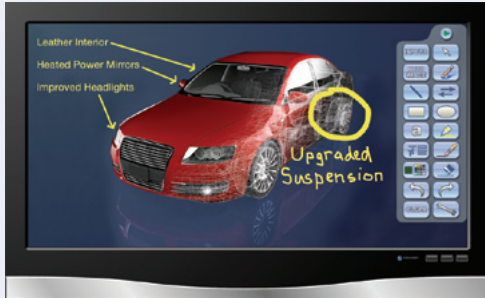 Leather Interior
Heated Power Mirrors
Improved Headlights
Upgraded
Suspension